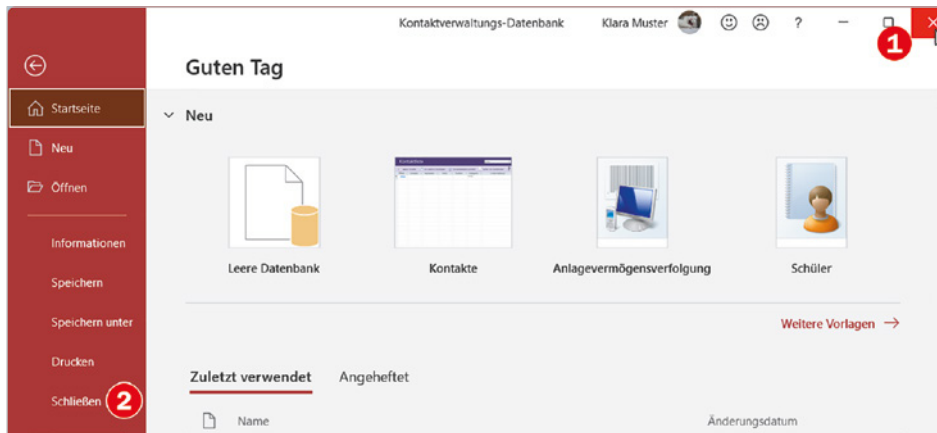 Kontaktverwaltungs-Datenbank Klara Muster ?
1
Guten Tag
Startseite
Neu
Neu
Öffnen
Informationen
Leere Datenbank Kontakte Anlagevermögensverfolgung Schüler
Speichern
Speichern unter
Weitere Vorlagen
Drucken
Zuletzt verwendet Angeheftet
Schließen 2
Name Änderungsdatum